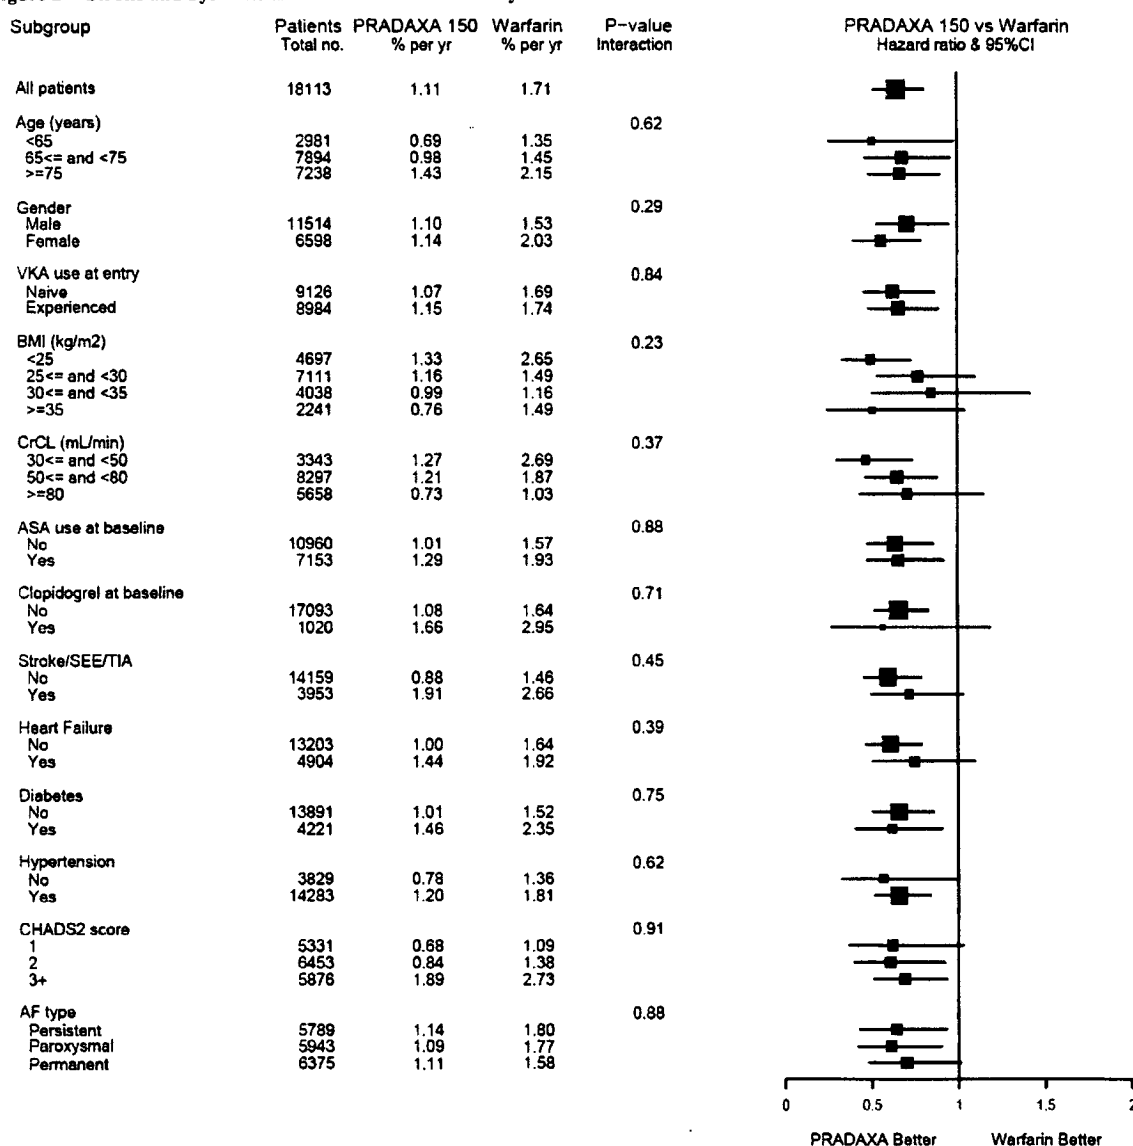 Subgroup Patients PRADAXA 150 Warfarin P-value PRADAXA 150 vs Warfarin
Total no. % per yr % per yr Interaction Hazard ratio & 95%CI
All patients 18113 1.11 1.71
Age (years) 0.62
<65 2981 0.69 1.35
65<= and <75 7894 0.98 1.45
>=75 7238 1.43 2.15
Gender 0.29
Male 11514 1.10 1.53
Female 6598 1.14 2.03
VKA use at entry 0.84
Naive 9126 1.07 1.69
Experienced 8984 1.15 1.74
BMI (kg/m2) 0.23
<25 4697 1.33 2.65
25<= and <30 7111 1.16 1.49
30<= and <35 4038 0.99 1.16
>=35 2241 0.76 1.49
CrCL (mL/min) 0.37
30<= and <50 3343 1.27 2.69
50<= and <80 8297 1.21 1.87
>=80 5658 0.73 1.03
ASA use at baseline 0.88
No 10960 1.01 1.57
Yes 7153 1.29 1.93
Clopidogrel at baseline 0.71
No 17093 1.08 1.64
Yes 1020 1.66 2.95
Stroke/SEE/TIA 0.45
No 14159 0.88 1.46
Yes 3953 1.91 2.66
Heart Failure 0.39
No 13203 1.00 1.64
Yes 4904 1.44 1.92
Diabetes 0.75
No 13891 1.01 1.52
Yes 4221 1.46 2.35
Hypertension 0.62
No 3829 0.78 1.36
Yes 14283 1.20 1.81
CHADS2 score 0.91
1 5331 0.68 1.09
2 6453 0.84 1.38
3+ 5876 1.89 2.73
AF type 0.88
Persistent 5789 1.14 1.80
Paroxysmal 5943 1.09 1.77
Permanent 6375 1.11 1.58
0 0.5 1 1.5 2
PRADAXA Better Warfarin Better